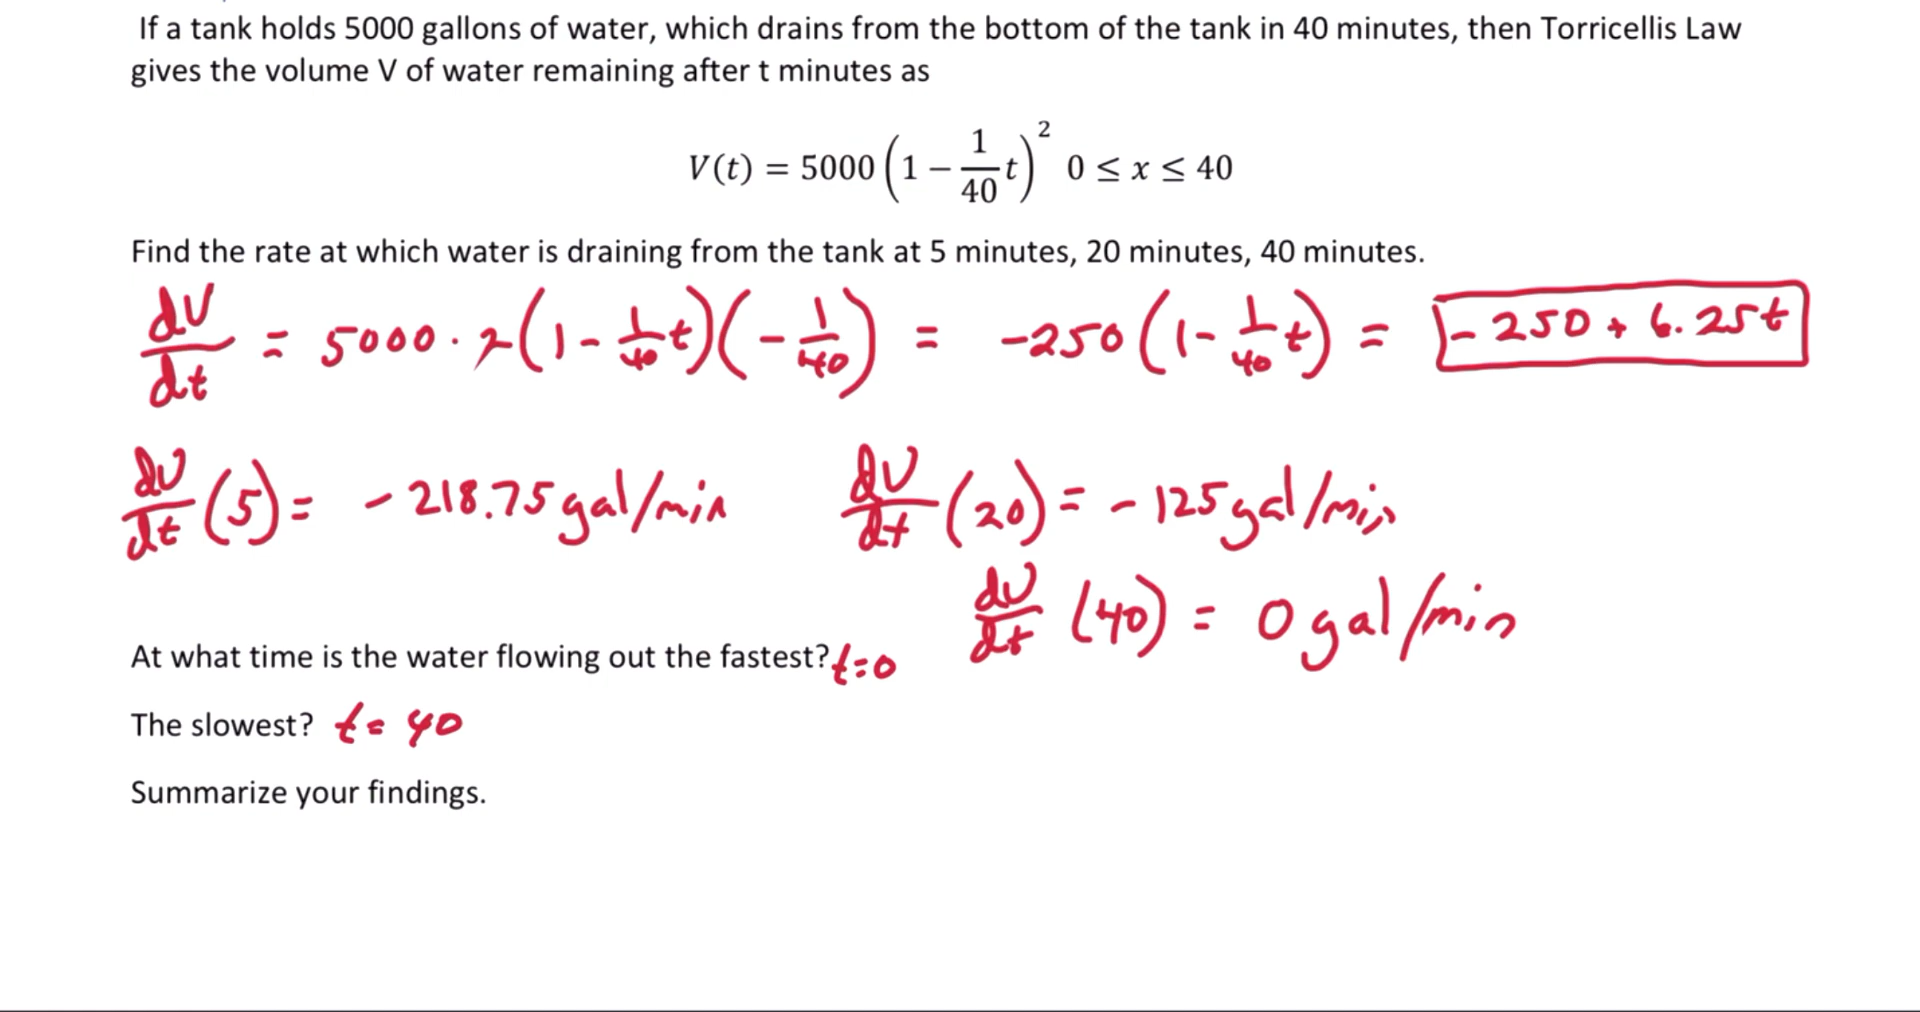 If a tank holds 5000 gallons of water, which drains from the bottom of the tank in 40 minutes, then Torricellis Law
gives the volume V of water remaining after t minutes as
V(t) = 5000 (1 − 1/40 t)² 0 ≤ x ≤ 40
Find the rate at which water is draining from the tank at 5 minutes, 20 minutes, 40 minutes.
dV/dt = 5000 · 2(1 - 1/40 t)(- 1/40) = -250 (1 - 1/40 t) = - 250 + 6.25t
dV/dt (5) = - 218.75 gal/min dV/dt (20) = - 125 gal/min
dV/dt (40) = 0 gal/min
At what time is the water flowing out the fastest? t=0
The slowest? t= 40
Summarize your findings.